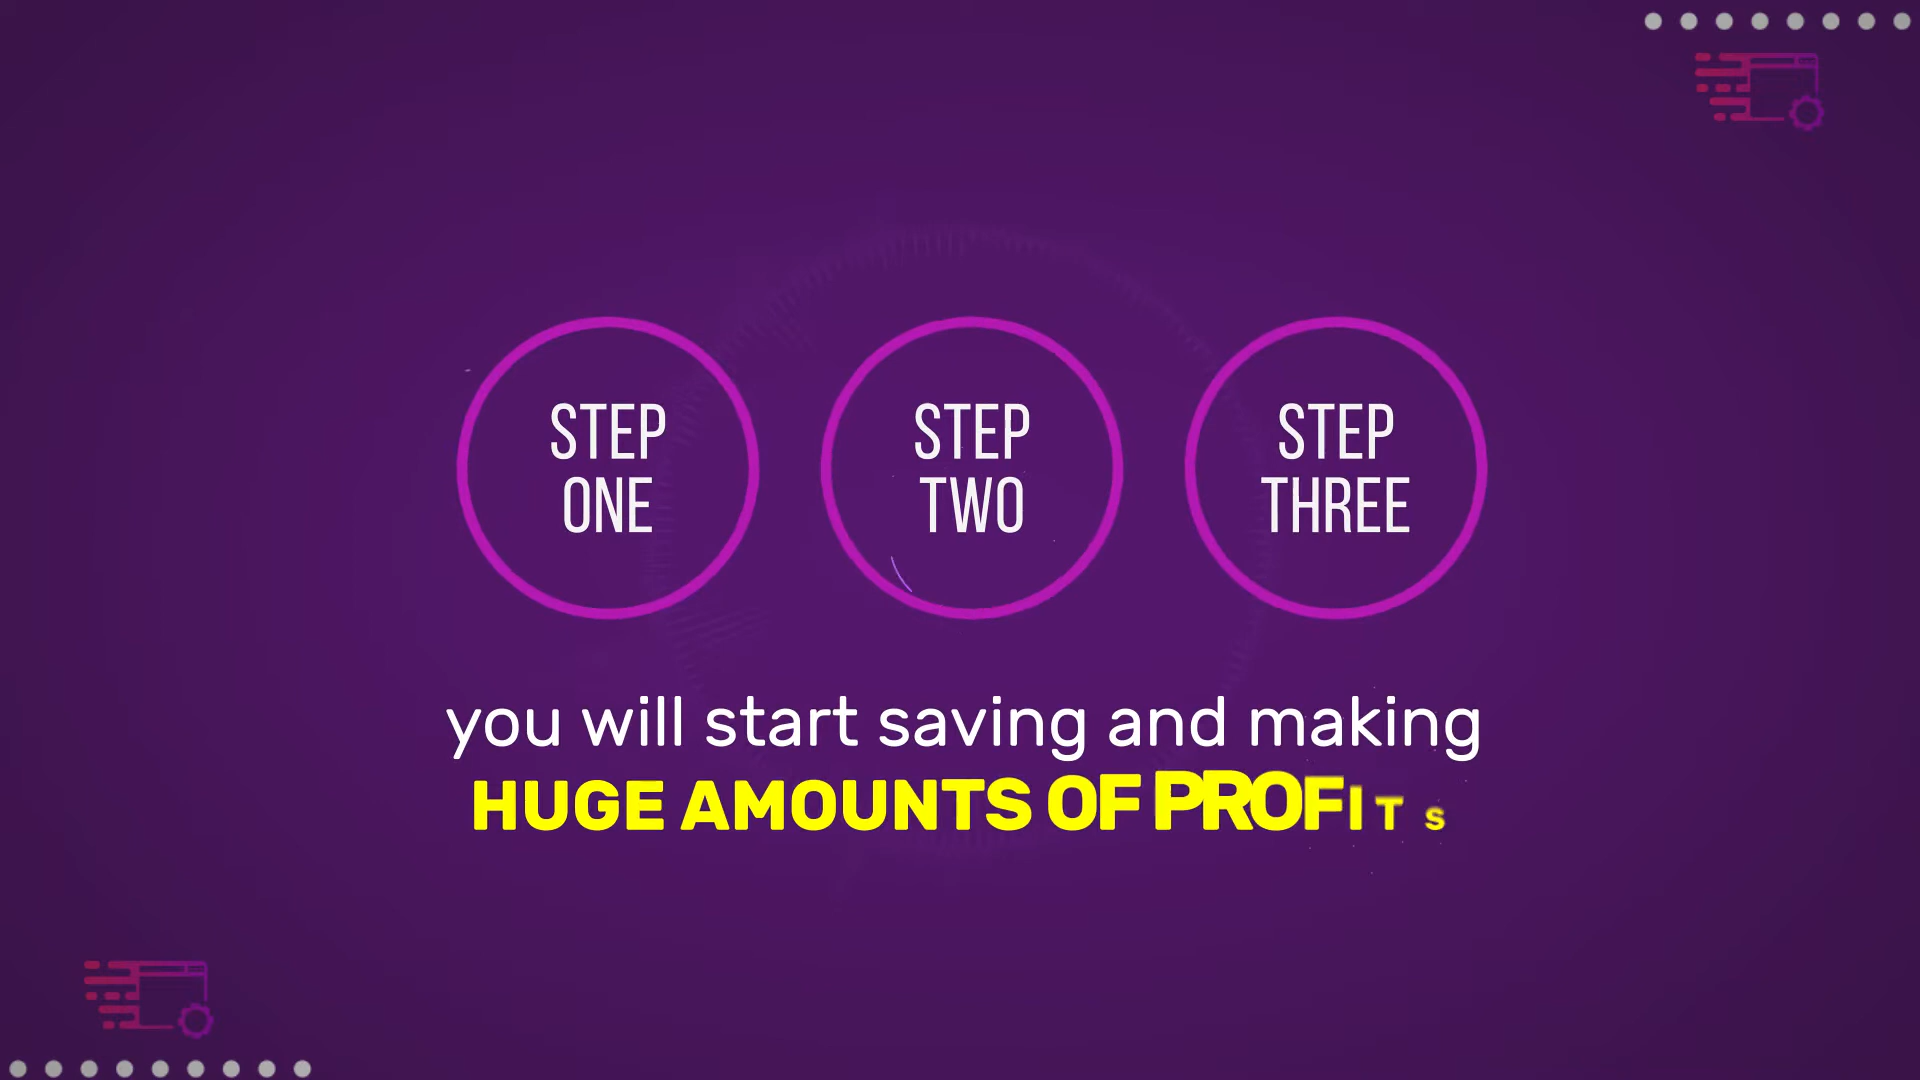 STEP
ONE
STEP
TWO
STEP
THREE
you will start saving and making
HUGE AMOUNTS OF PROFITs